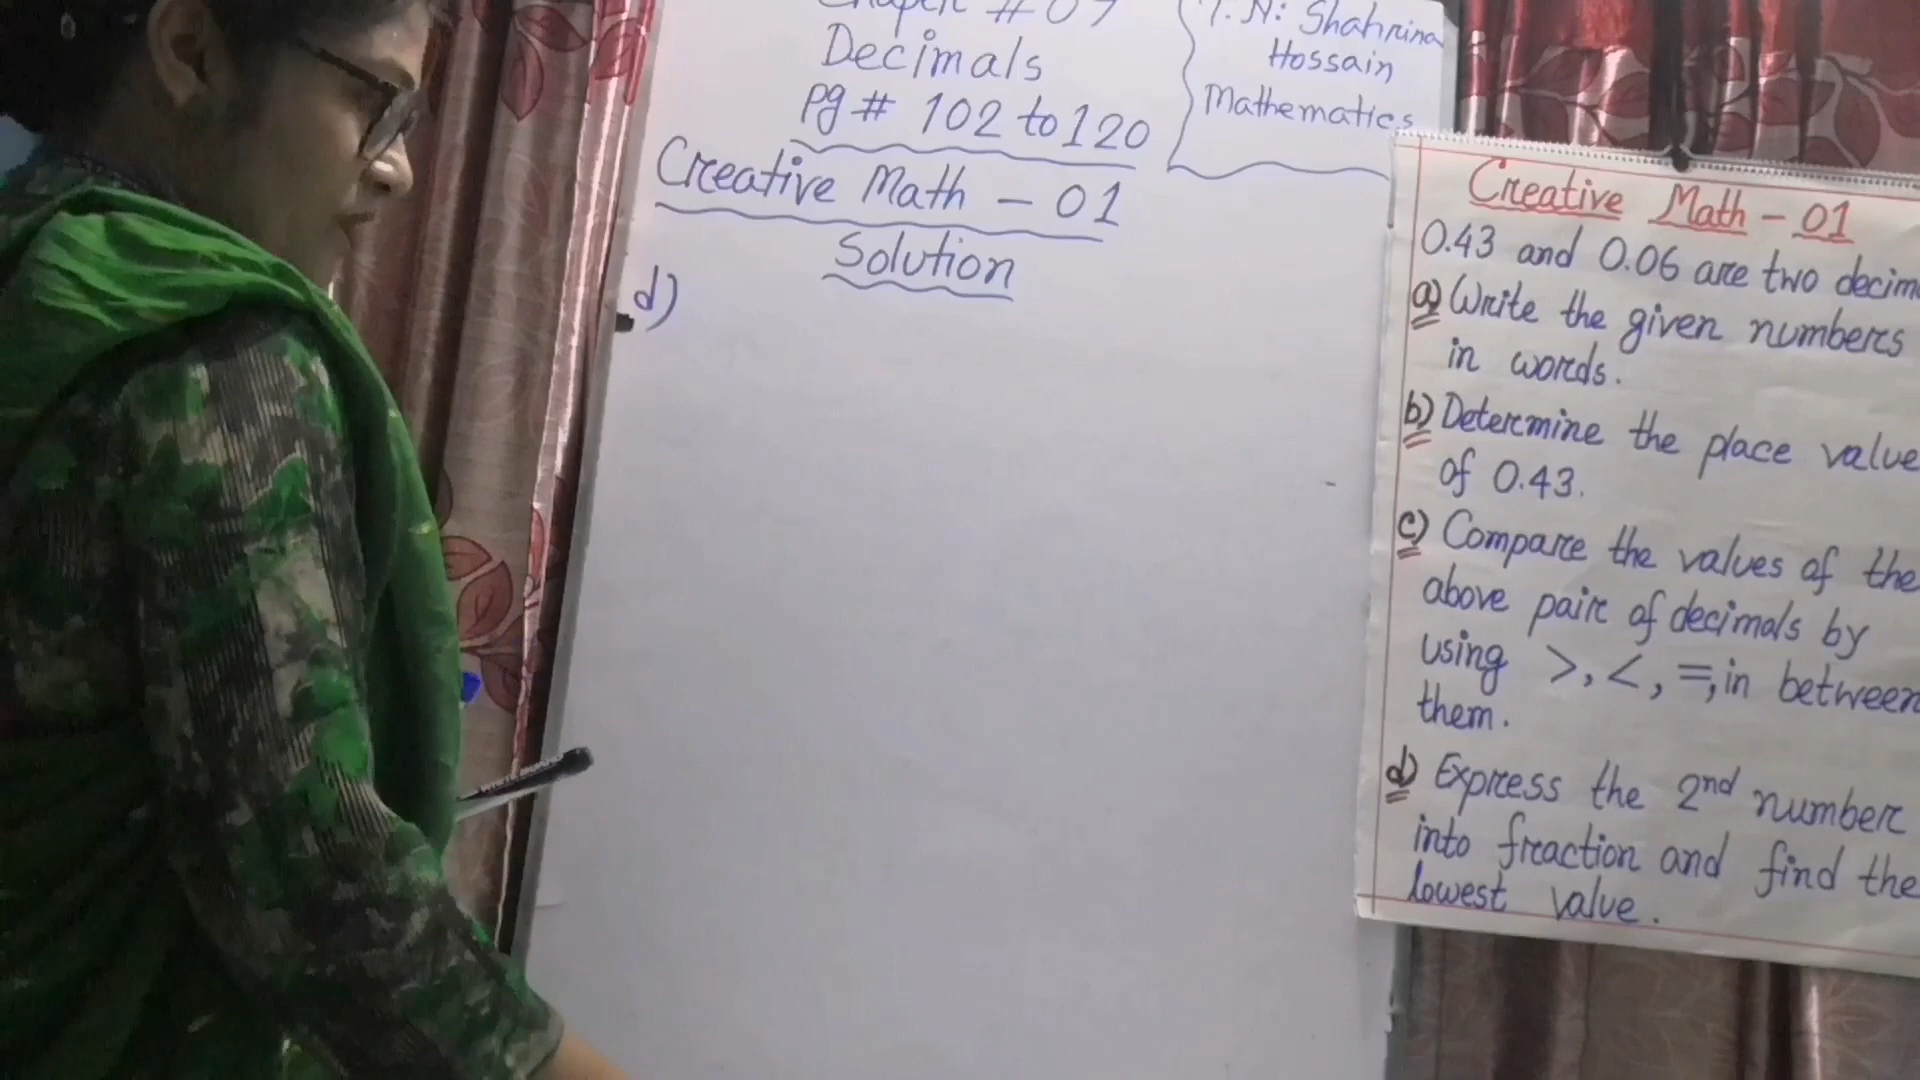 Decimals
Pg # 102 to 120
Creative Math - 01
Solution
d)
T.N: Shahrina
Hossain
Mathematics
Creative Math - 01
0.43 and 0.06 are two decim
a) Write the given numbers
in words.
b) Determine the place value
of 0.43.
c) Compare the values of the
above pair of decimals by
using >, <, =, in between
them.
d) Express the 2nd number
into fraction and find the
lowest value.